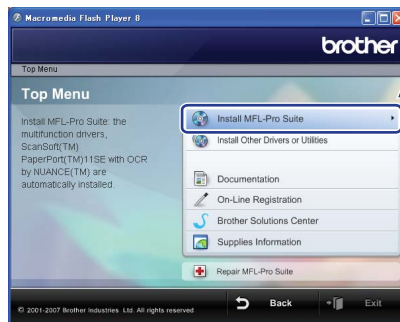 Macromedia Flash Player 8
brother
Top Menu
Top Menu
Install MFL-Pro Suite: the
multifunction drivers,
ScanSoft(TM)
PaperPort(TM)11SE with OCR
by NUANCE(TM) are
automatically installed.
Install MFL-Pro Suite
Install Other Drivers or Utilities
Documentation
On-Line Registration
Brother Solutions Center
Supplies Information
Repair MFL-Pro Suite
© 2001-2007 Brother Industries Ltd. All rights reserved
Back
Exit